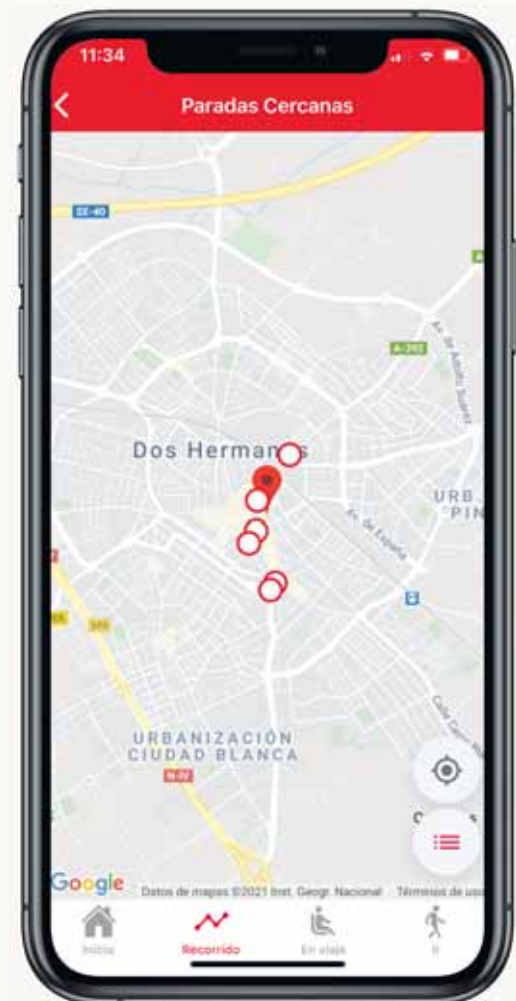 11:34
Paradas Cercanas
SE-40
A-392
Av. de Adolfo Suárez
Dos Hermanas
URB
PIN
Av. de España
URBANIZACIÓN
CIUDAD BLANCA
N-IV
Google
Datos de mapas ©2021 Inst. Geogr. Nacional
Términos de uso
Inicio
Recorrido
En viaje
Ir